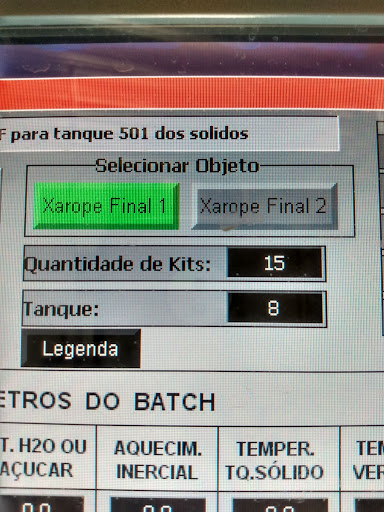 F para tanque 501 dos solidos
Selecionar Objeto
Xarope Final 1 Xarope Final 2
Quantidade de Kits: 15
Tanque: 8
Legenda
ETROS DO BATCH
T. H2O OU AÇUCAR
AQUECIM. INERCIAL
TEMPER. TQ.SÓLIDO
TE
VER